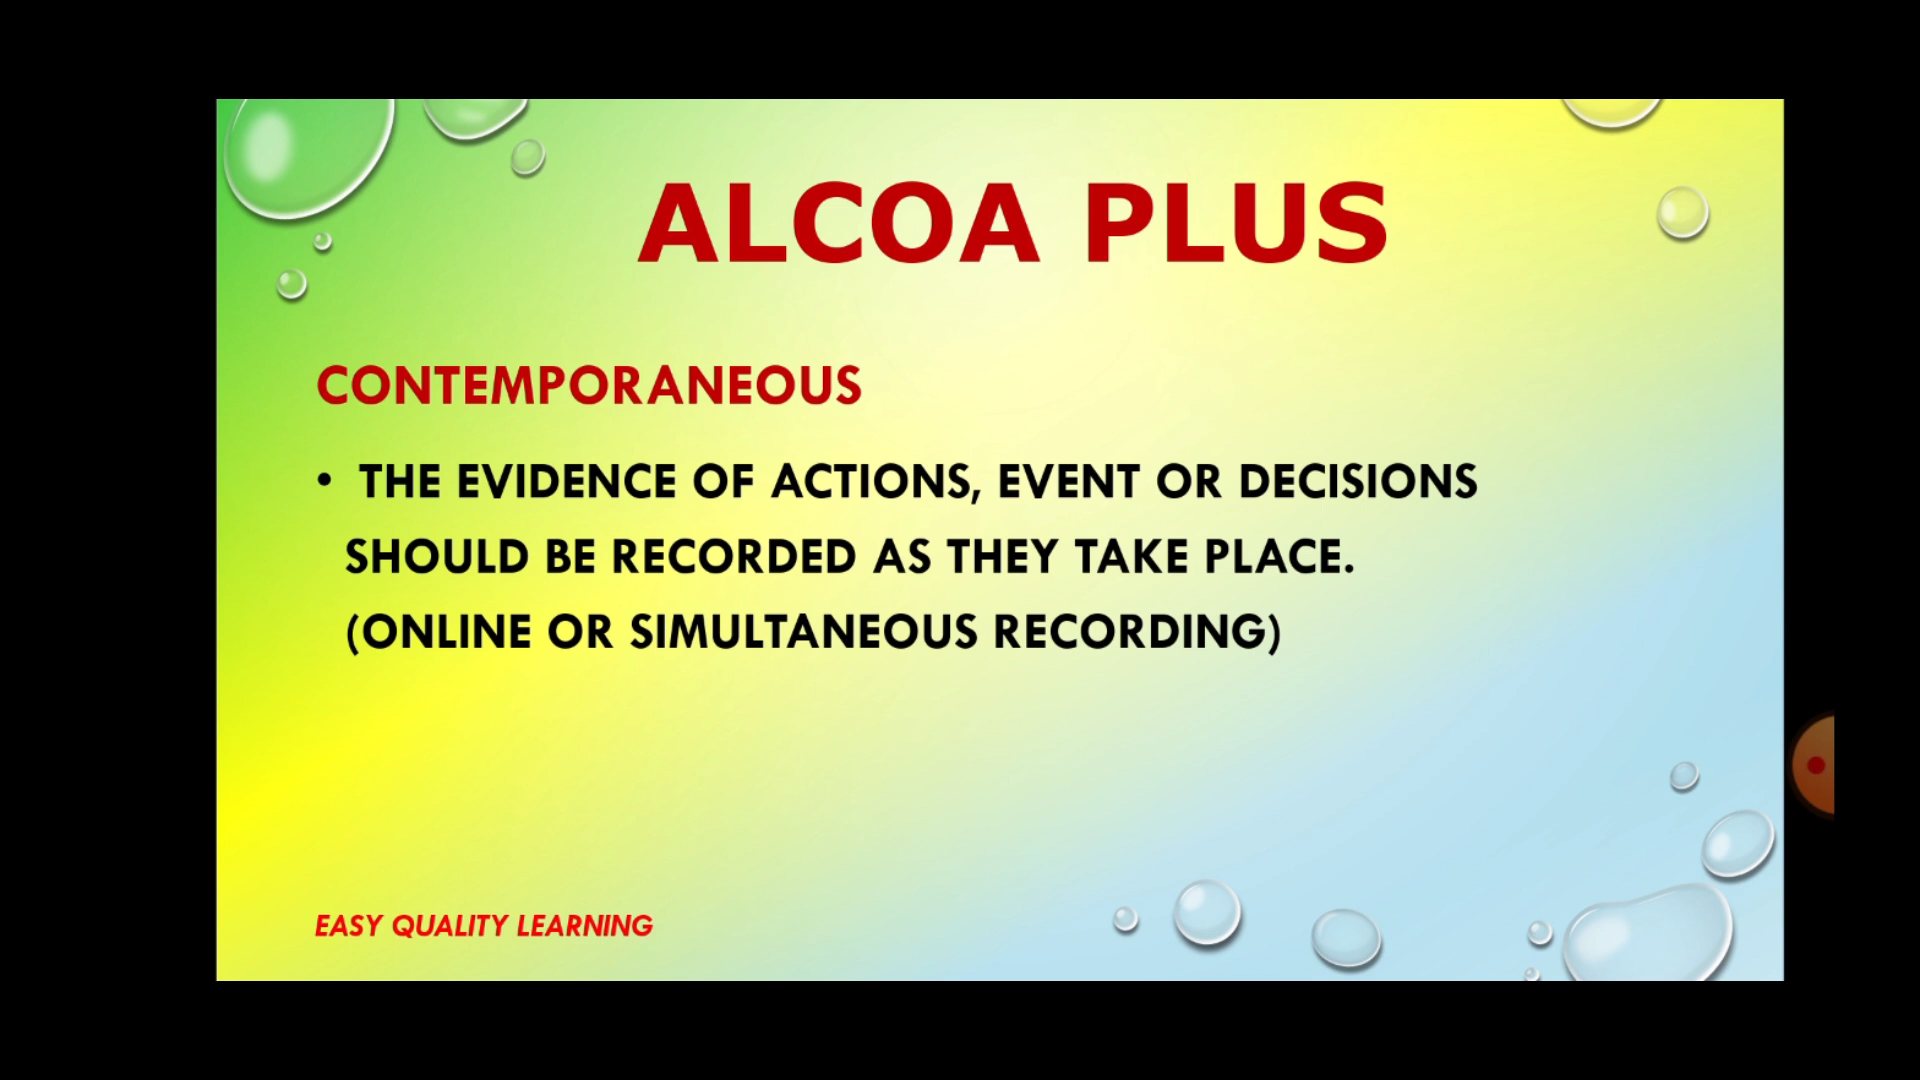 ALCOA PLUS
CONTEMPORANEOUS
• THE EVIDENCE OF ACTIONS, EVENT OR DECISIONS
SHOULD BE RECORDED AS THEY TAKE PLACE.
(ONLINE OR SIMULTANEOUS RECORDING)
EASY QUALITY LEARNING